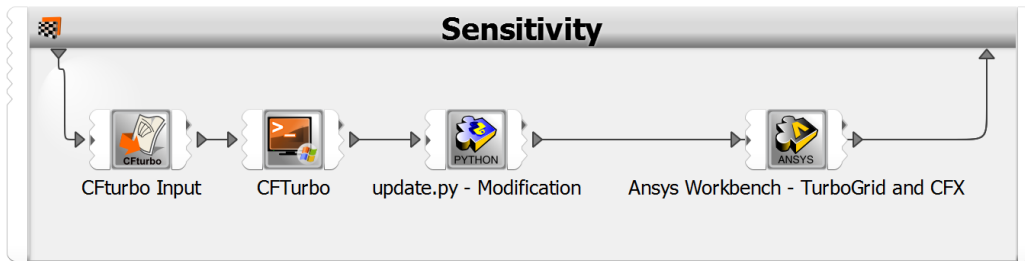 Sensitivity
CFturbo
>_
PYTHON
ANSYS
CFturbo Input
CFTurbo
update.py - Modification
Ansys Workbench - TurboGrid and CFX